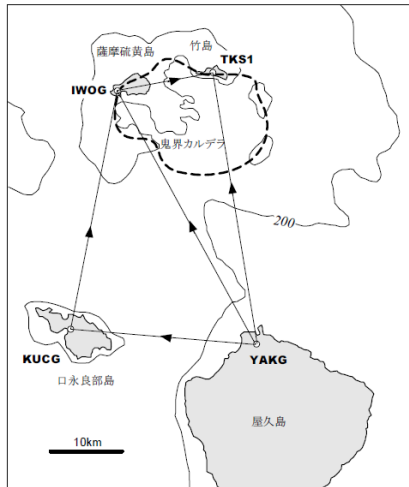 薩摩硫黄島
竹島
TKS1
IWOG
鬼界カルデラ
200
KUCG
YAKG
口永良部島
屋久島
10km